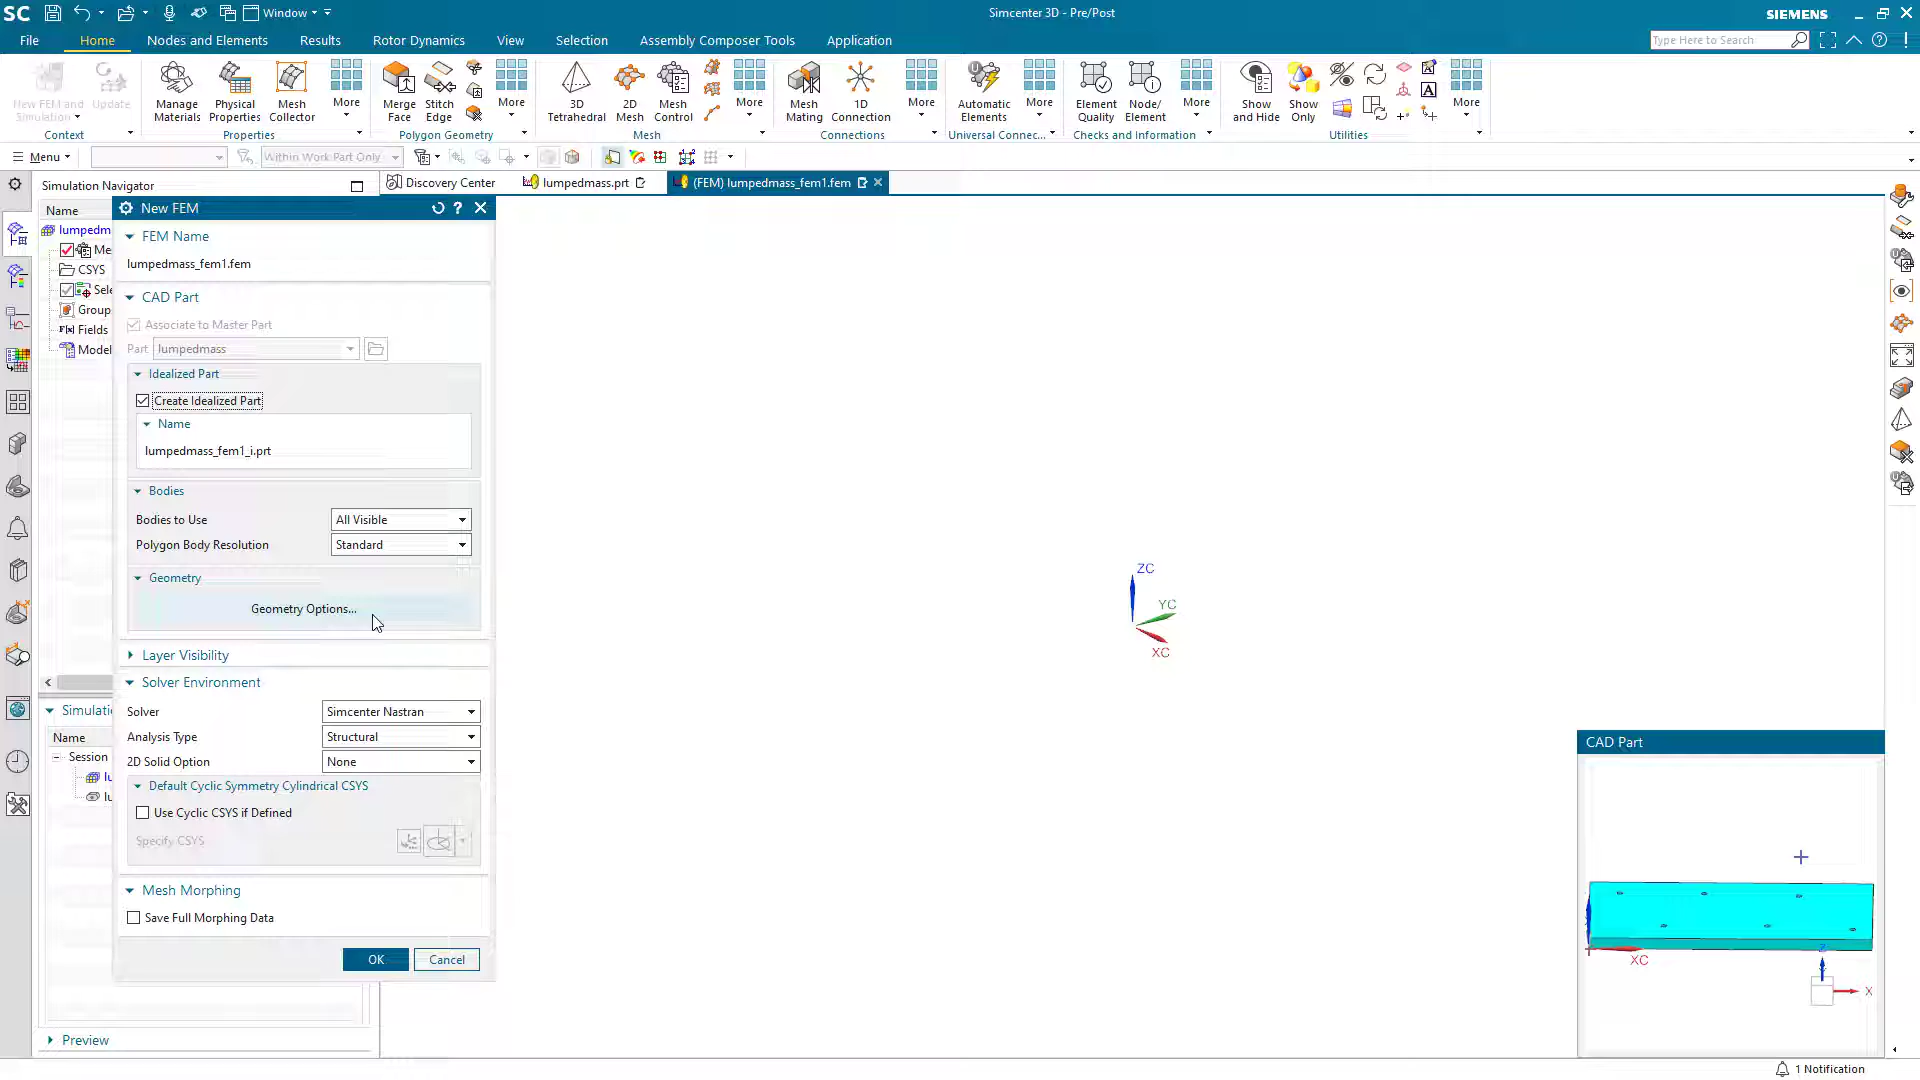 SC
Window
Simcenter 3D - Pre/Post
SIEMENS
File
Home
Nodes and Elements
Results
Rotor Dynamics
View
Selection
Assembly Composer Tools
Application
Type Here to Search
New FEM and
Simulation
Update
Manage
Materials
Physical
Properties
Mesh
Collector
More
Merge
Face
Stitch
Edge
More
3D
Tetrahedral
2D
Mesh
Mesh
Control
More
Mesh
Mating
1D
Connection
More
Automatic
Elements
More
Element
Quality
Node/
Element
More
Show
and Hide
Show
Only
More
Context
Properties
Polygon Geometry
Mesh
Connections
Universal Connec...
Checks and Information
Utilities
Menu
Within Work Part Only
Simulation Navigator
Discovery Center
lumpedmass.prt
(FEM) lumpedmass_fem1.fem
Name
lumpedm
Me
CSYS
Sele
Group
Fields
Model
New FEM
FEM Name
lumpedmass_fem1.fem
CAD Part
Associate to Master Part
Part
lumpedmass
Idealized Part
Create Idealized Part
Name
lumpedmass_fem1_i.prt
Bodies
Bodies to Use
All Visible
Polygon Body Resolution
Standard
Geometry
Geometry Options...
Layer Visibility
Solver Environment
Solver
Simcenter Nastran
Analysis Type
Structural
2D Solid Option
None
Default Cyclic Symmetry Cylindrical CSYS
Use Cyclic CSYS if Defined
Specify CSYS
Mesh Morphing
Save Full Morphing Data
OK
Cancel
Simulati
Name
Session
lu
lu
Preview
ZC
YC
XC
CAD Part
XC
Z
X
1 Notification